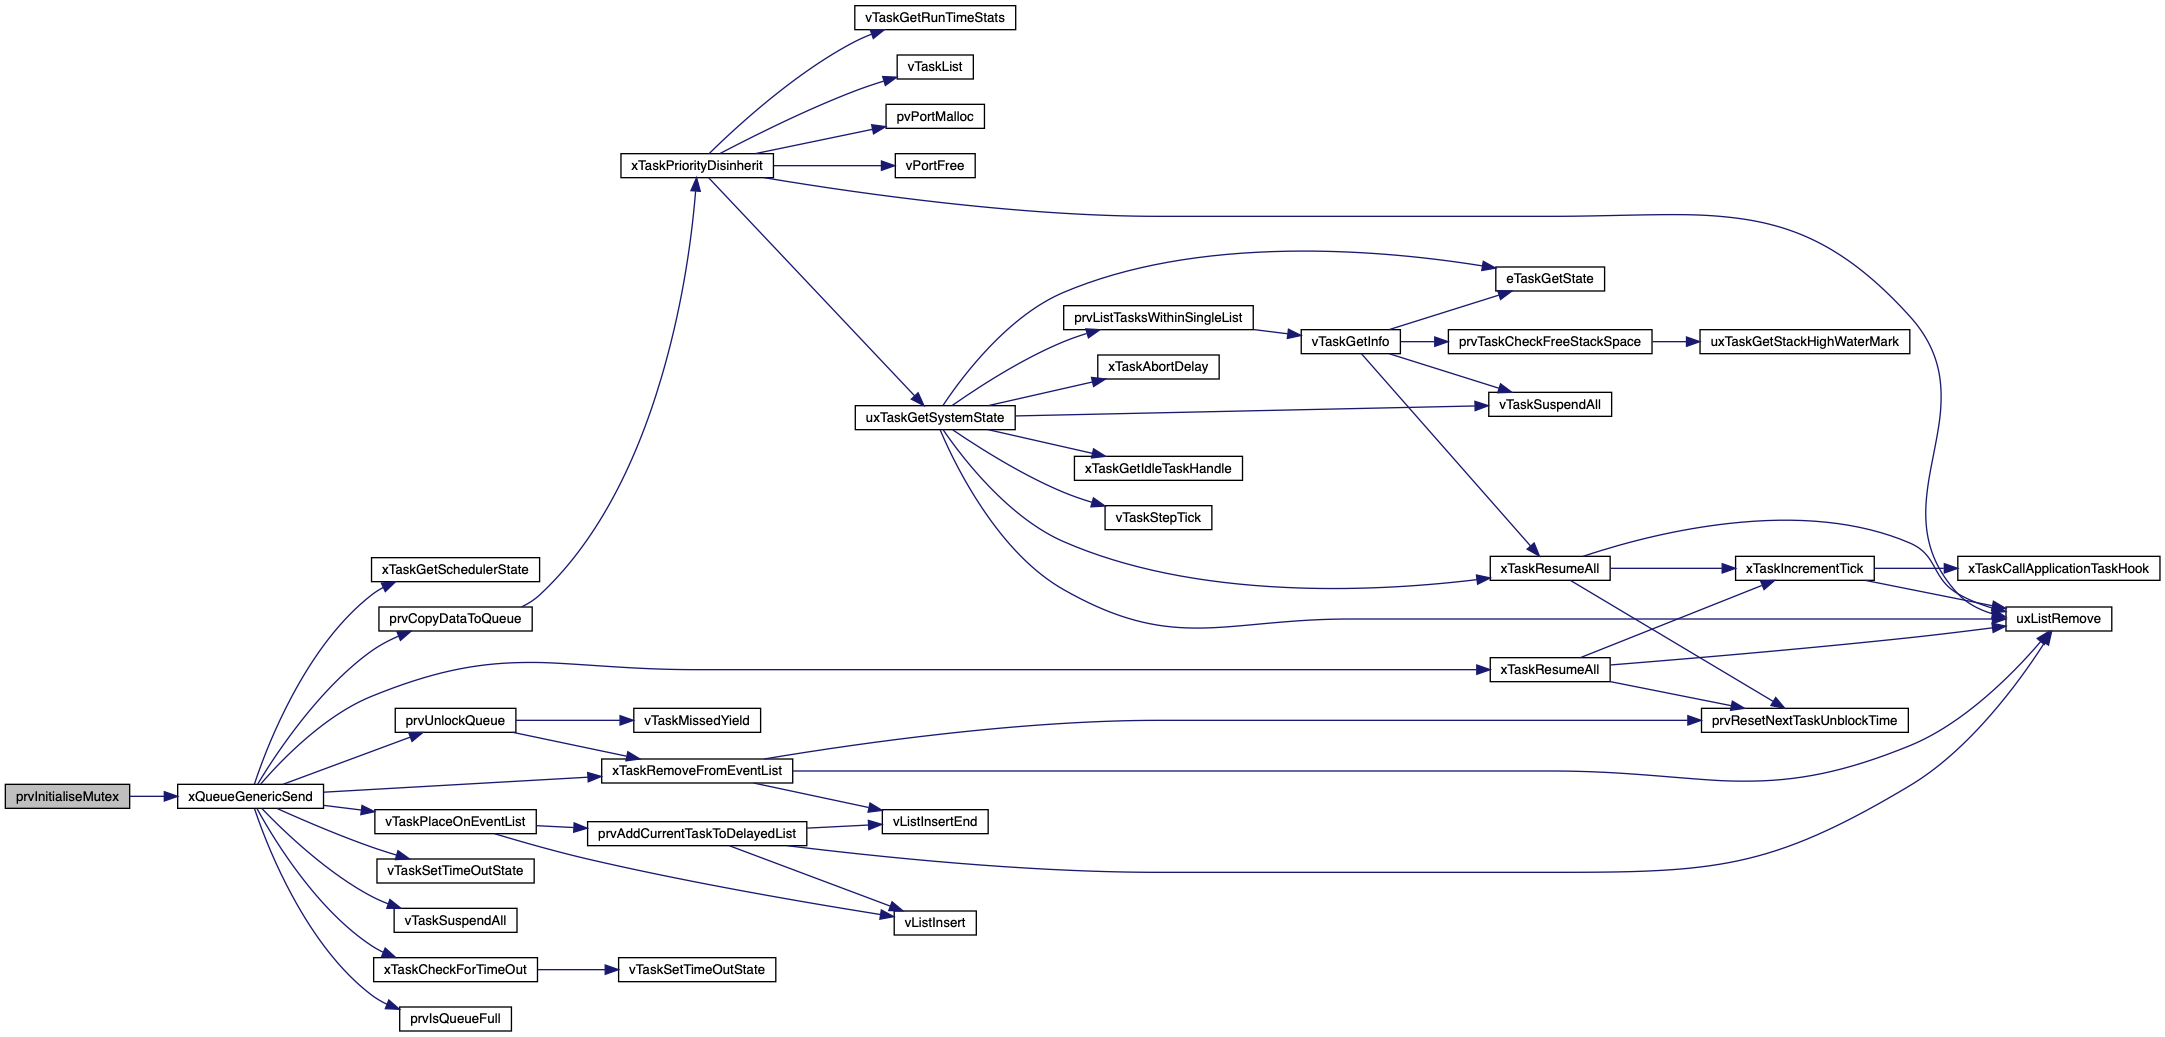 vTaskGetRunTimeStats
vTaskList
pvPortMalloc
xTaskPriorityDisinherit
vPortFree
eTaskGetState
prvListTasksWithinSingleList
vTaskGetInfo
prvTaskCheckFreeStackSpace
uxTaskGetStackHighWaterMark
xTaskAbortDelay
vTaskSuspendAll
uxTaskGetSystemState
xTaskGetIdleTaskHandle
vTaskStepTick
xTaskGetSchedulerState
xTaskResumeAll
xTaskIncrementTick
xTaskCallApplicationTaskHook
prvCopyDataToQueue
uxListRemove
xTaskResumeAll
prvUnlockQueue
vTaskMissedYield
prvResetNextTaskUnblockTime
xTaskRemoveFromEventList
prvInitialiseMutex
xQueueGenericSend
vTaskPlaceOnEventList
prvAddCurrentTaskToDelayedList
vListInsertEnd
vTaskSetTimeOutState
vTaskSuspendAll
vListInsert
xTaskCheckForTimeOut
vTaskSetTimeOutState
prvIsQueueFull